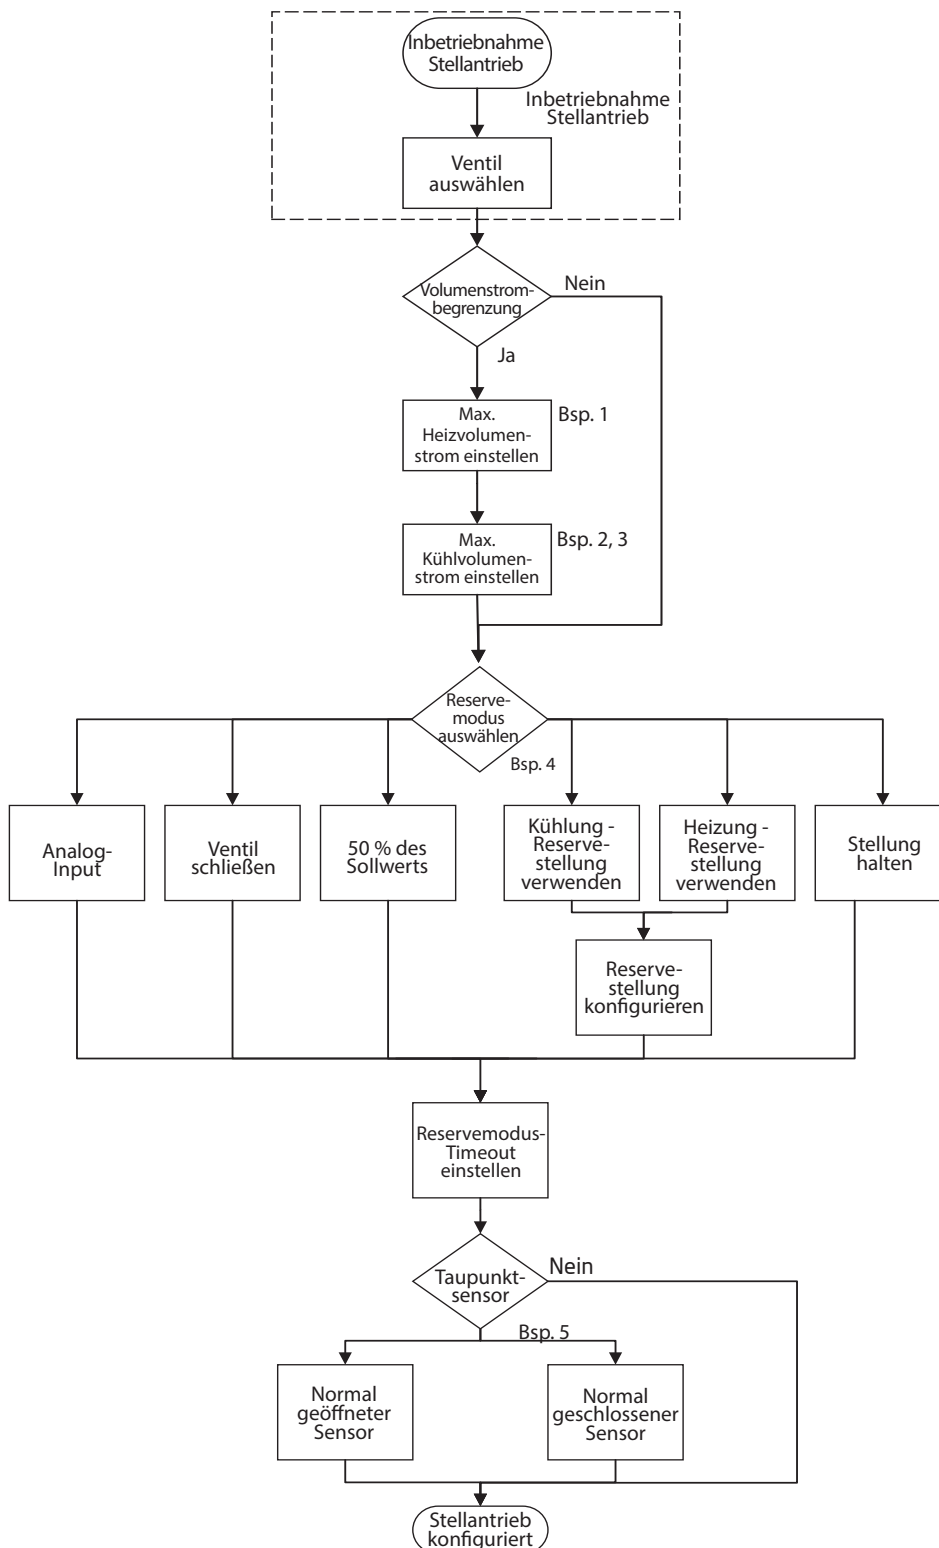 Inbetriebnahme
Stellantrieb
Inbetriebnahme
Stellantrieb
Ventil
auswählen
Volumenstrom-
begrenzung
Nein
Ja
Max.
Heizvolumen-
strom einstellen
Bsp. 1
Max.
Kühlvolumen-
strom einstellen
Bsp. 2, 3
Reserve-
modus
auswählen
Bsp. 4
Analog-
Input
Ventil
schließen
50 % des
Sollwerts
Kühlung -
Reserve-
stellung
verwenden
Heizung -
Reserve-
stellung
verwenden
Stellung
halten
Reserve-
stellung
konfigurieren
Reservemodus-
Timeout
einstellen
Taupunkt-
sensor
Nein
Bsp. 5
Normal
geöffneter
Sensor
Normal
geschlossener
Sensor
Stellantrieb
konfiguriert